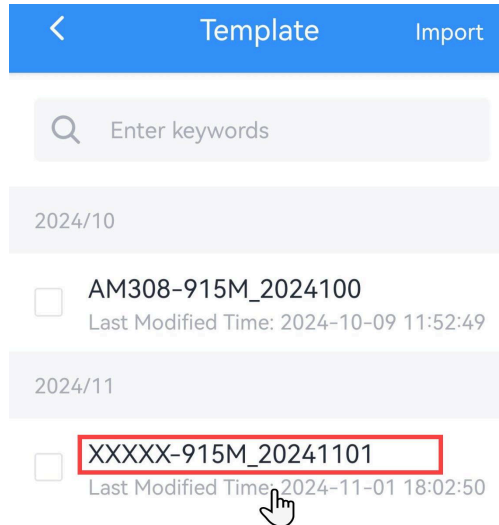 Template Import
Enter keywords
2024/10
AM308-915M_2024100
Last Modified Time: 2024-10-09 11:52:49
2024/11
XXXXX-915M_20241101
Last Modified Time: 2024-11-01 18:02:50